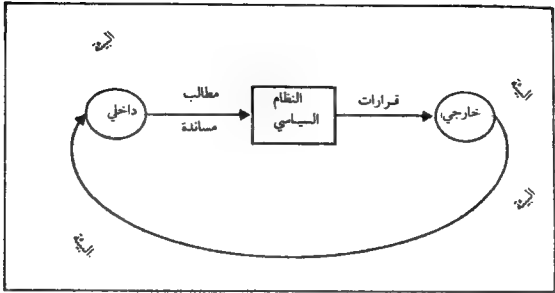 البيئة
البيئة
مطالب
النظام
قرارات
داخلي
السياسي
خارجي
مساندة
البيئة
البيئة